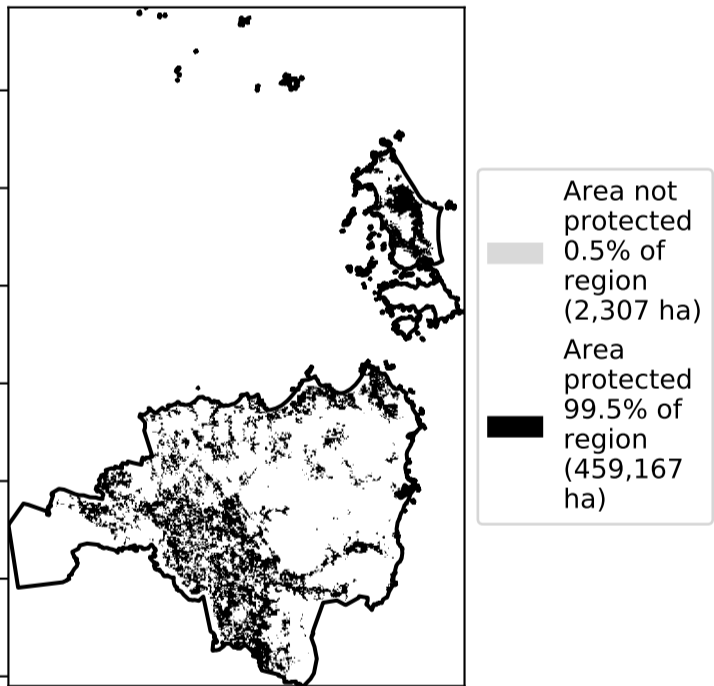 Area not
protected
0.5% of
region
(2,307 ha)
Area
protected
99.5% of
region
(459,167
ha)